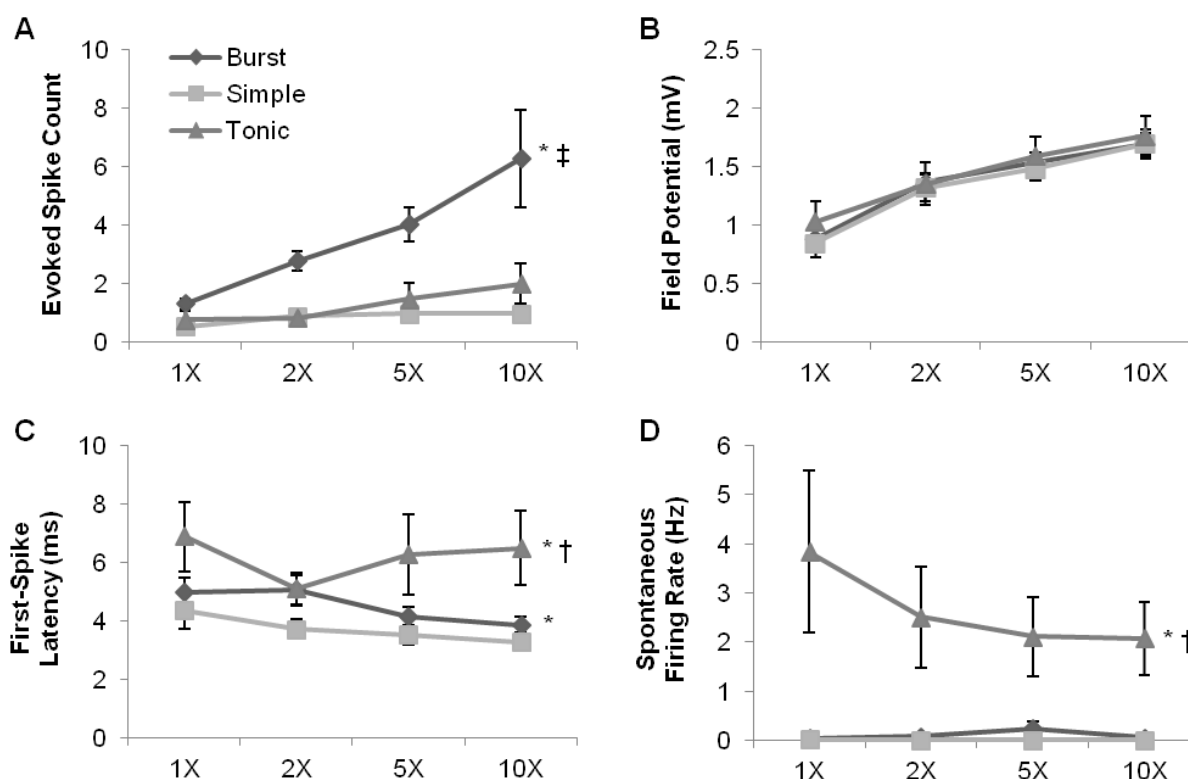 A
Evoked Spike Count
10
8
6
4
2
0
Burst
Simple
Tonic
* ‡
1X 2X 5X 10X
B
Field Potential (mV)
2.5
2
1.5
1
0.5
0
1X 2X 5X 10X
C
First-Spike
Latency (ms)
10
8
6
4
2
0
* †
*
1X 2X 5X 10X
D
Spontaneous
Firing Rate (Hz)
6
5
4
3
2
1
0
* †
1X 2X 5X 10X